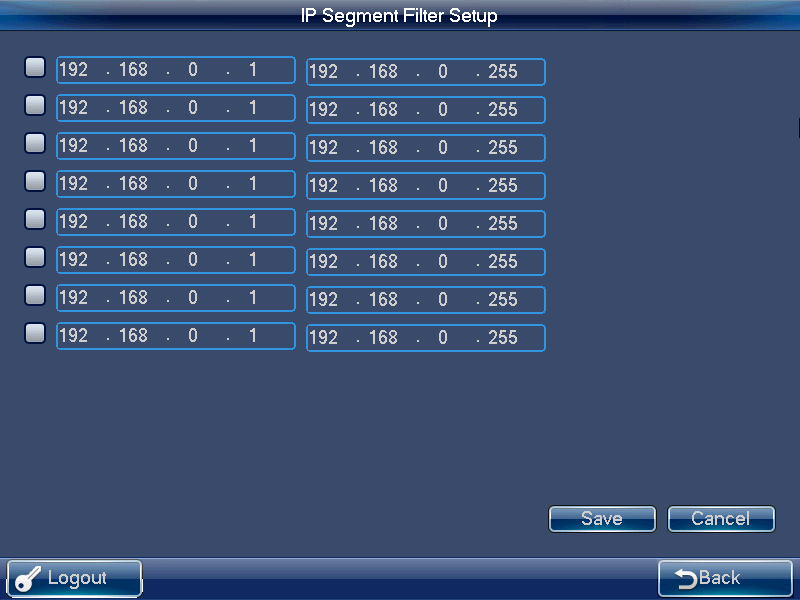 IP Segment Filter Setup
192 . 168 . 0 . 1 192 . 168 . 0 . 255
192 . 168 . 0 . 1 192 . 168 . 0 . 255
192 . 168 . 0 . 1 192 . 168 . 0 . 255
192 . 168 . 0 . 1 192 . 168 . 0 . 255
192 . 168 . 0 . 1 192 . 168 . 0 . 255
192 . 168 . 0 . 1 192 . 168 . 0 . 255
192 . 168 . 0 . 1 192 . 168 . 0 . 255
192 . 168 . 0 . 1 192 . 168 . 0 . 255
Save Cancel
Logout Back